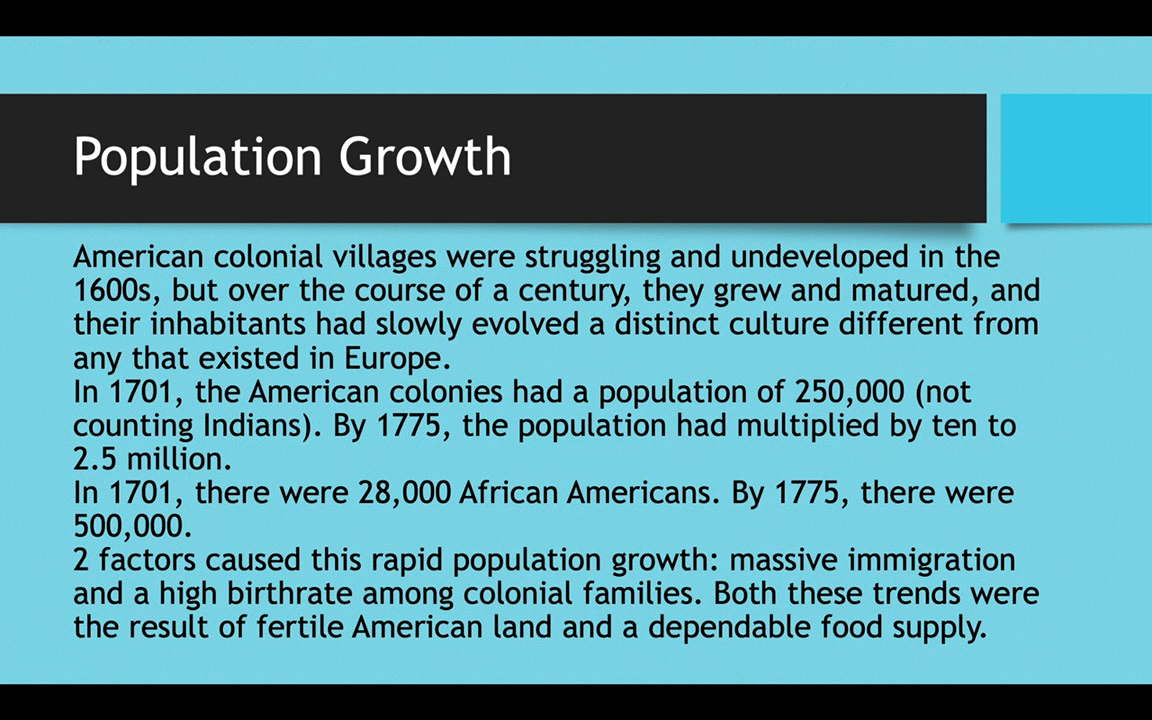 Population Growth
American colonial villages were struggling and undeveloped in the
1600s, but over the course of a century, they grew and matured, and
their inhabitants had slowly evolved a distinct culture different from
any that existed in Europe.
In 1701, the American colonies had a population of 250,000 (not
counting Indians). By 1775, the population had multiplied by ten to
2.5 million.
In 1701, there were 28,000 African Americans. By 1775, there were
500,000.
2 factors caused this rapid population growth: massive immigration
and a high birthrate among colonial families. Both these trends were
the result of fertile American land and a dependable food supply.